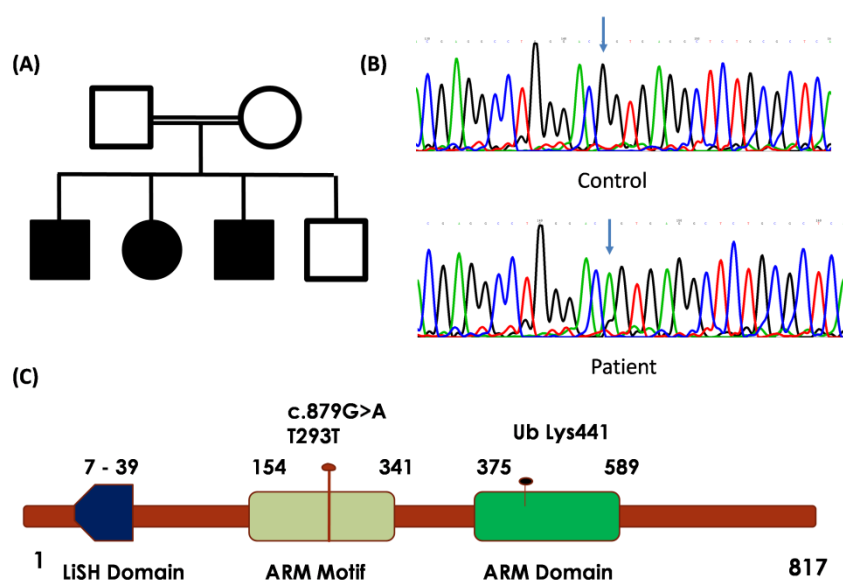 (A)
(B)
Control
Patient
(C)
c.879G>A
T293T
Ub Lys441
7 - 39
154
341
375
589
1
LiSH Domain
ARM Motif
ARM Domain
817